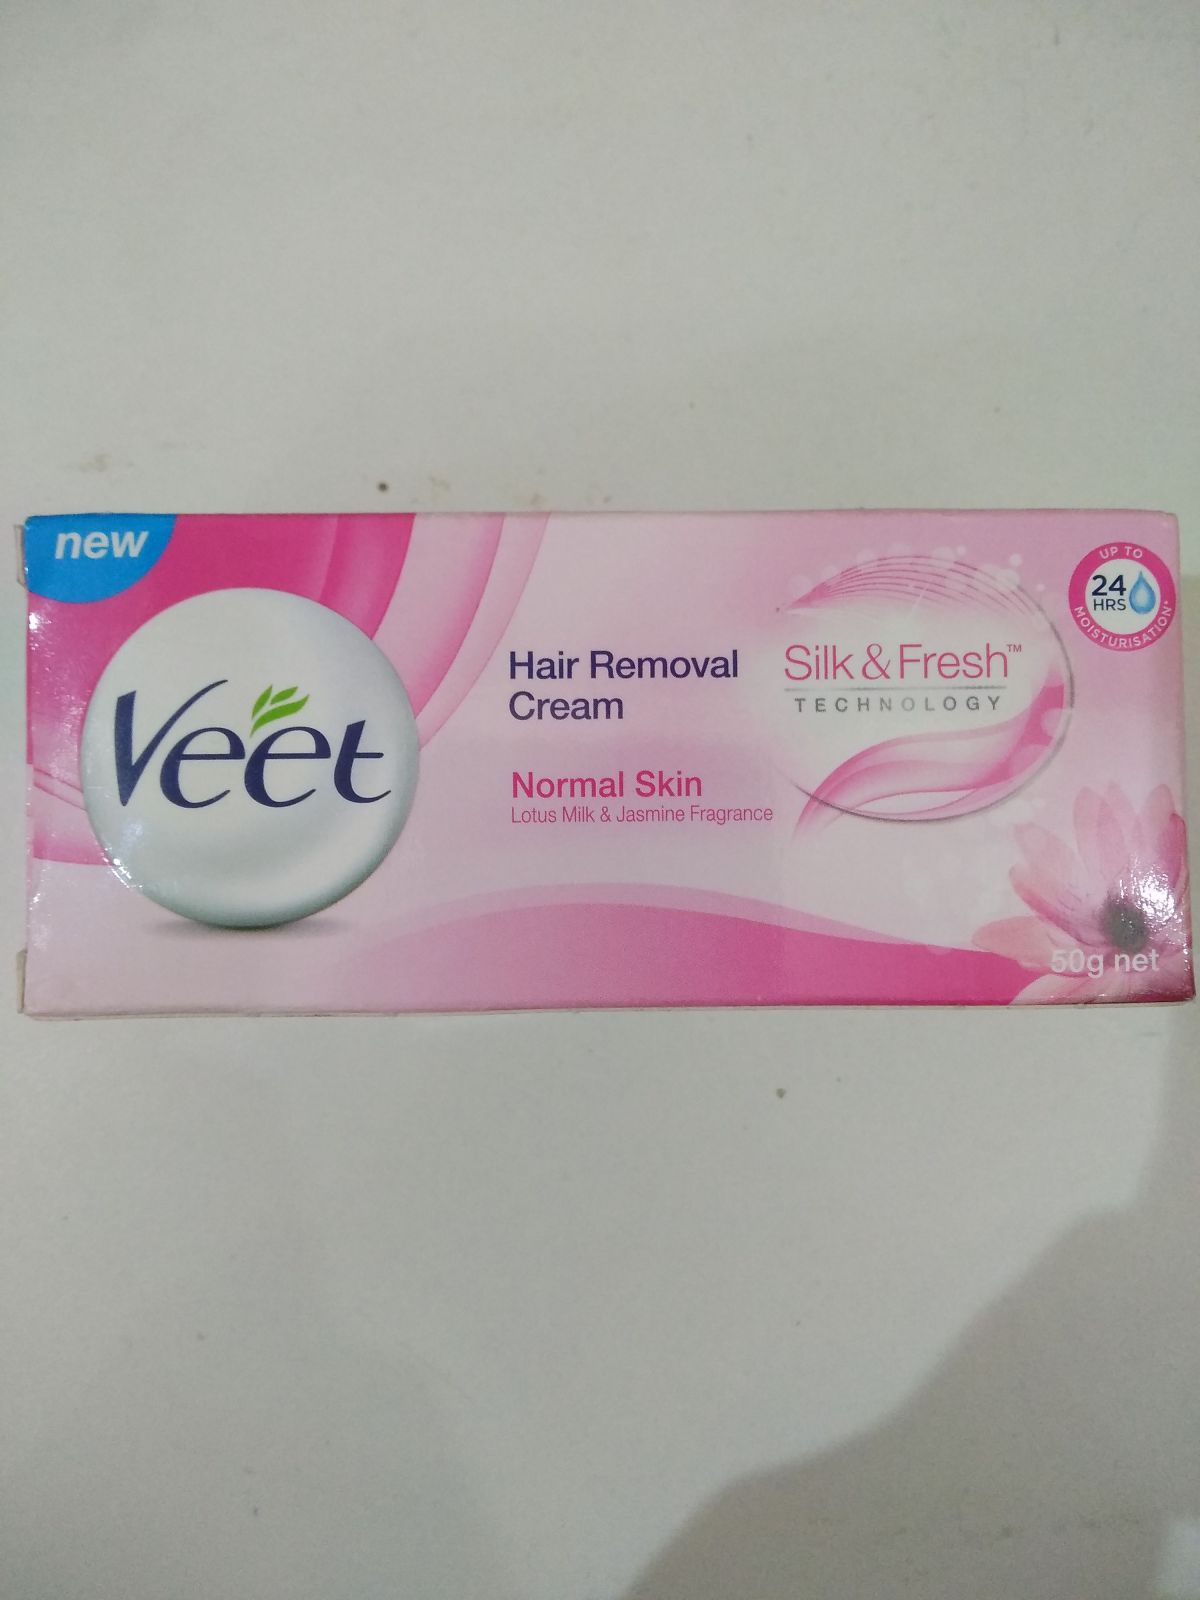 new
Veet
Hair Removal
Cream
Normal Skin
Lotus Milk & Jasmine Fragrance
Silk & Fresh™
TECHNOLOGY
UP TO
24
HRS
MOISTURISATION*
50g net